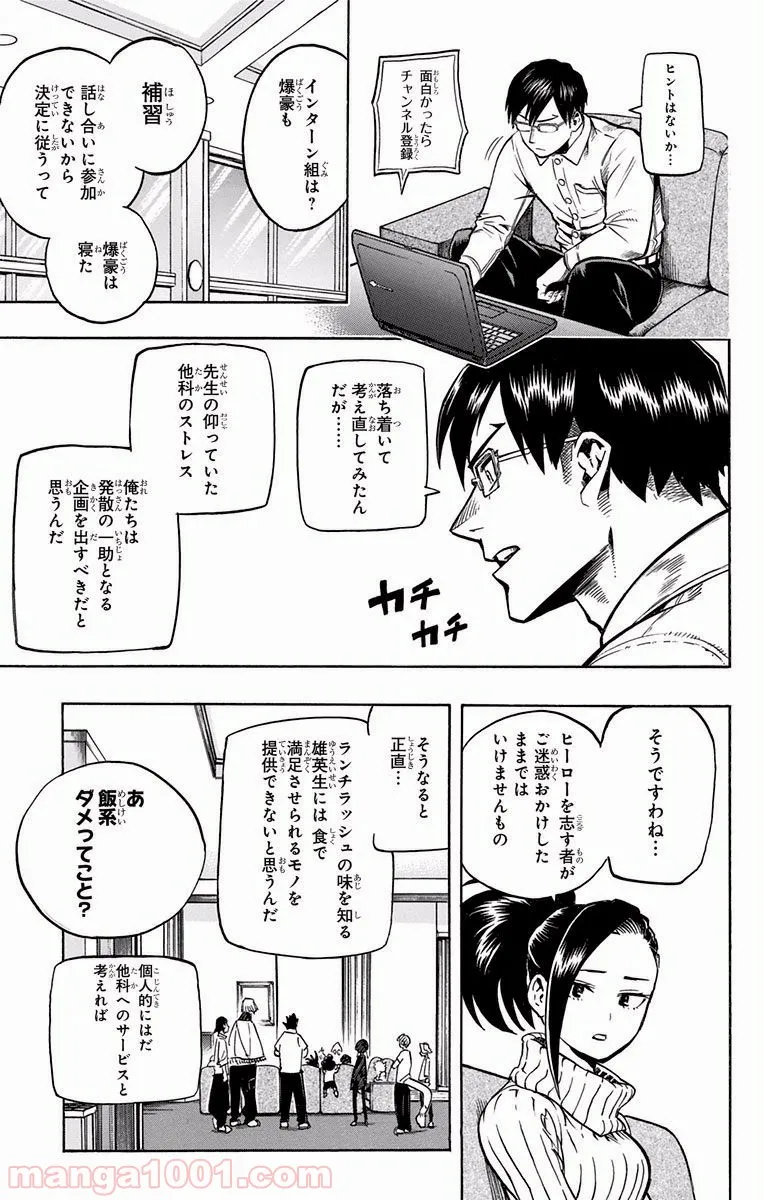 ヒントはないか…
面白かったら
チャンネル登録
インターン組は?
爆豪も
補習
話し合いに参加
できないから
決定に従うって
爆豪は
寝た
落ち着いて
考え直してみたん
だが……
先生の仰っていた
他科のストレス
俺たちは
発散の一助となる
企画を出すべきだと
思うんだ
カチ
カチ
そうですわね…
ヒーローを志す者が
ご迷惑おかけした
ままでは
いけませんもの
そうなると
正直…
ランチラッシュの味を知る
雄英生には 食で
満足させられるモノを
提供できないと思うんだ
あ
飯系
ダメってこと?
個人的にはだ
他科へのサービスと
考えれば
manga1001.com